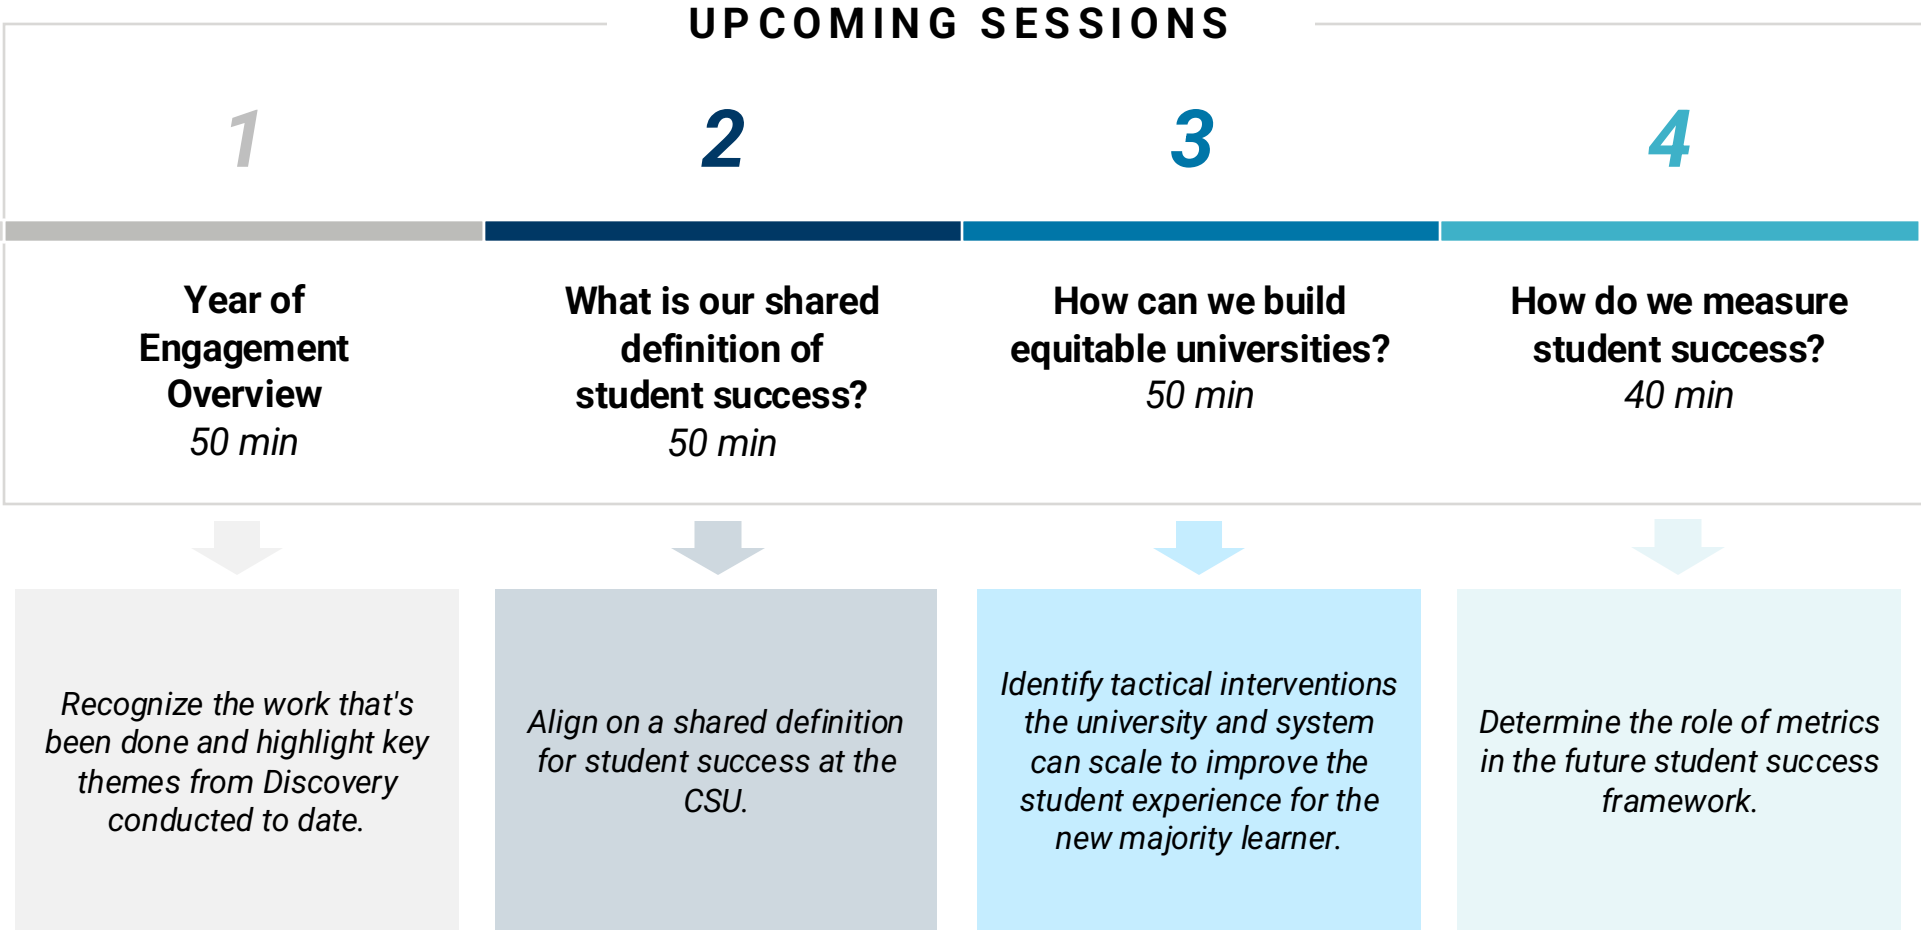 UPCOMING SESSIONS
1
2
3
4
Year of
Engagement
Overview
50 min
What is our shared
definition of
student success?
50 min
How can we build
equitable universities?
50 min
How do we measure
student success?
40 min
Recognize the work that's
been done and highlight key
themes from Discovery
conducted to date.
Align on a shared definition
for student success at the
CSU.
Identify tactical interventions
the university and system
can scale to improve the
student experience for the
new majority learner.
Determine the role of metrics
in the future student success
framework.